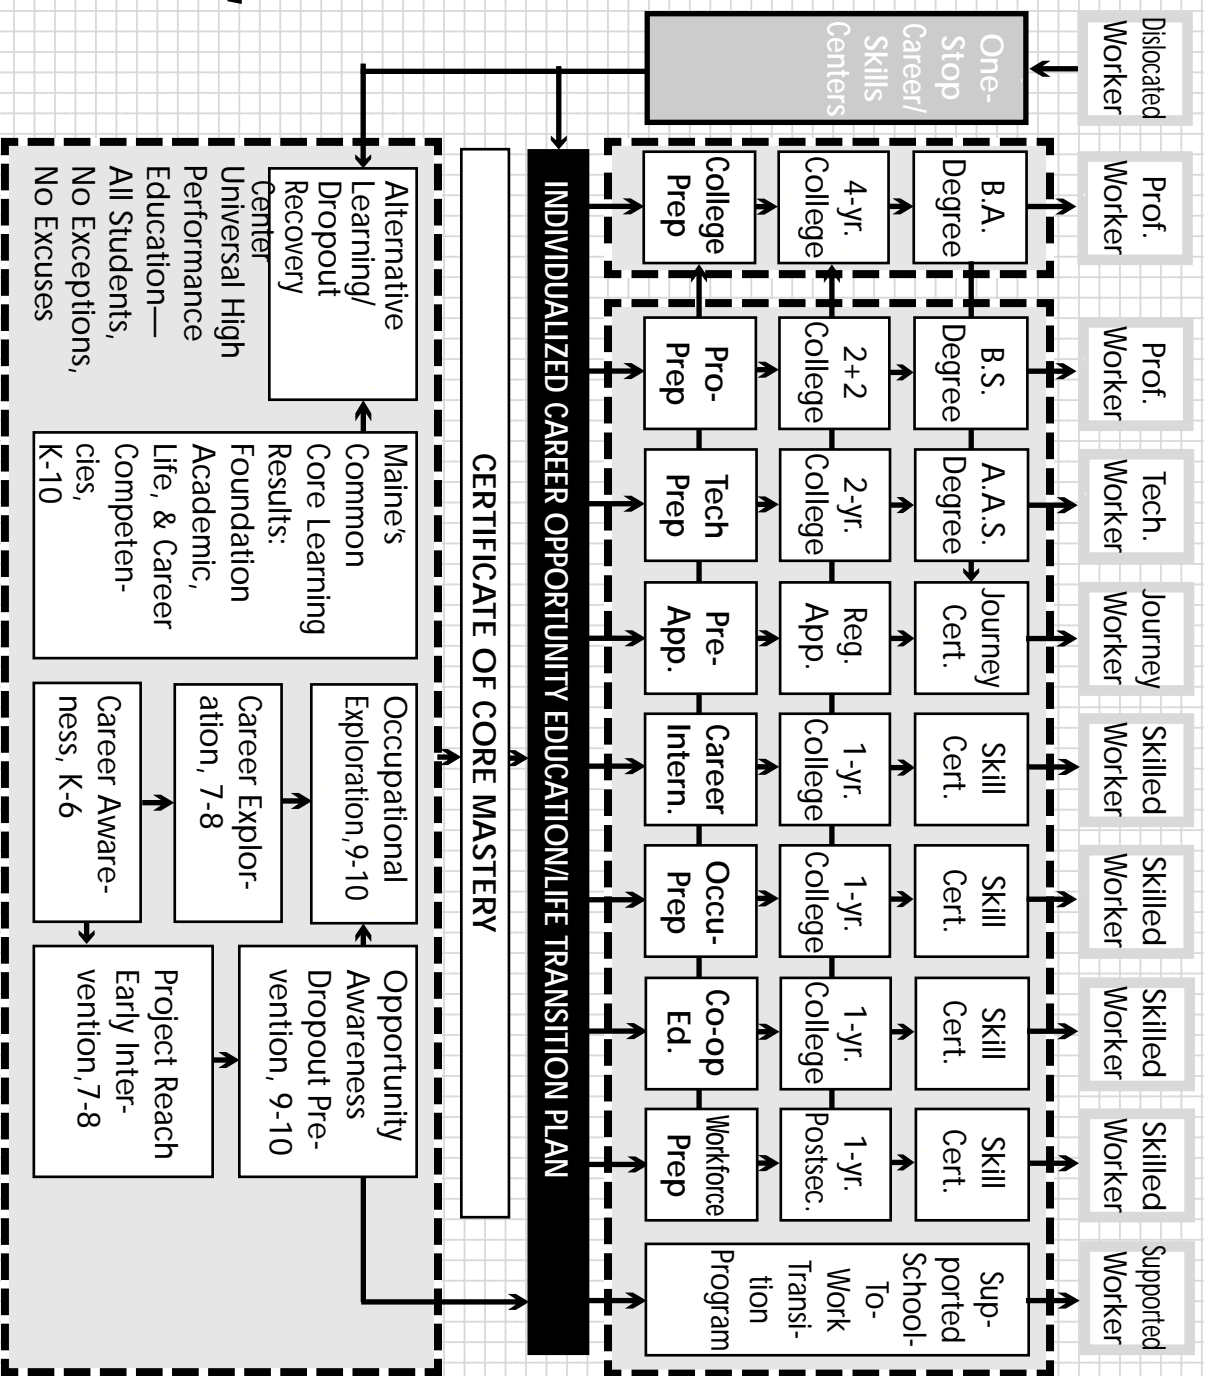 Dislocated
Worker
Prof.
Worker
Prof.
Worker
Tech.
Worker
Journey
Worker
Skilled
Worker
Skilled
Worker
Skilled
Worker
Skilled
Worker
Supported
Worker
One-
Stop
Career/
Skills
Centers
B.A.
Degree
B.S.
Degree
A.A.S.
Degree
Journey
Cert.
Skill
Cert.
Skill
Cert.
Skill
Cert.
Skill
Cert.
Sup-
ported
School-
To-
Work
Transi-
tion
Program
4-yr.
College
2+2
College
2-yr.
College
Reg.
App.
1-yr.
College
1-yr.
College
1-yr.
College
1-yr.
Postsec.
College
Prep
Pro-
Prep
Tech
Prep
Pre-
App.
Career
Intern.
Occu-
Prep
Co-op
Ed.
Workforce
Prep
INDIVIDUALIZED CAREER OPPORTUNITY EDUCATION/LIFE TRANSITION PLAN
CERTIFICATE OF CORE MASTERY
Alternative
Learning/
Dropout
Recovery
Center
Universal High
Performance
Education—
All Students,
No Exceptions,
No Excuses
Maine's
Common
Core Learning
Results:
Foundation
Academic,
Life, & Career
Competen-
cies,
K-10
Occupational
Exploration, 9-10
Career Explor-
ation, 7-8
Career Aware-
ness, K-6
Opportunity
Awareness
Dropout Pre-
vention, 9-10
Project Reach
Early Inter-
vention, 7-8